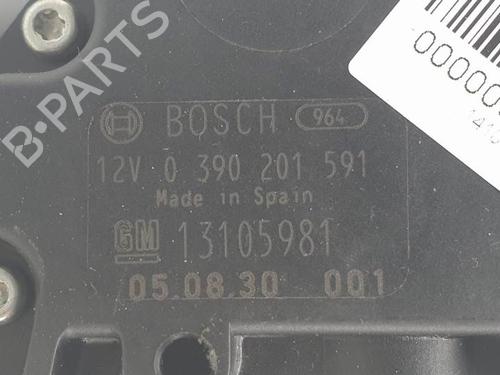 B-PARTS
BOSCH 964
12V 0 390 201 591
Made in Spain
GM 13105981
05.08.30 001